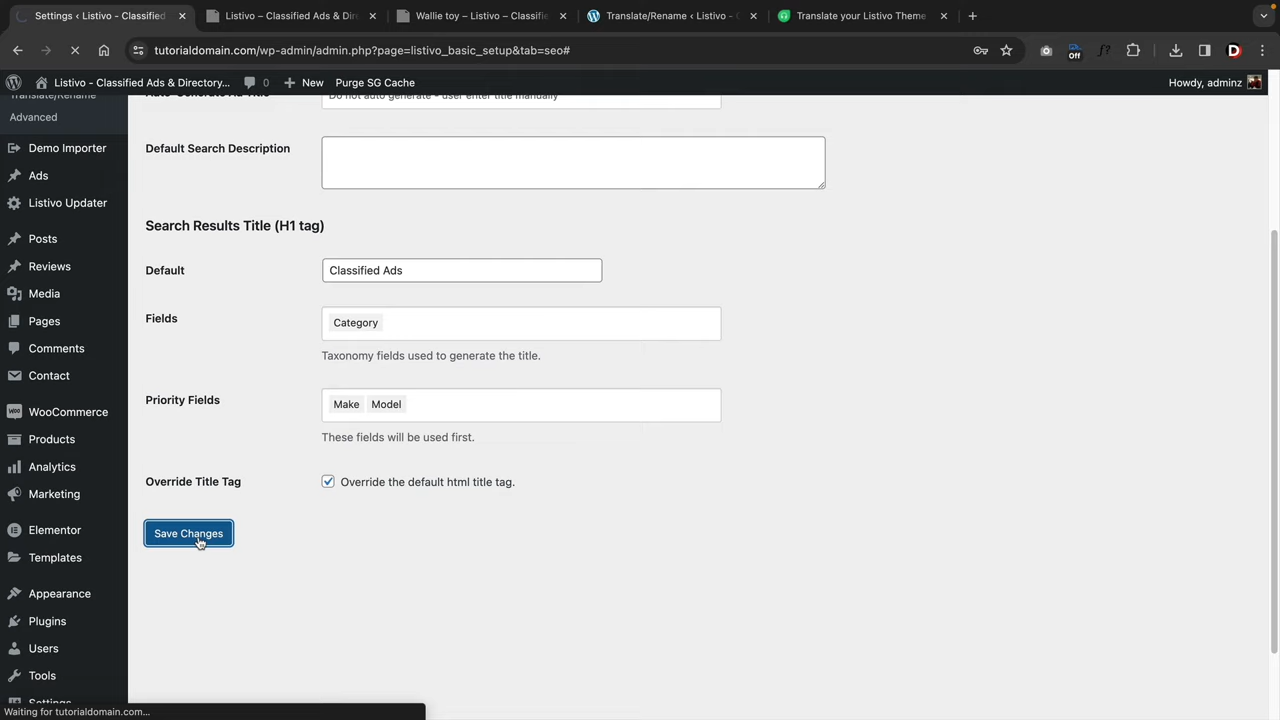 Settings ‹ Listivo - Classified
Listivo – Classified Ads & Dire
Wallie toy – Listivo – Classifie
Translate/Rename ‹ Listivo - C
Translate your Listivo Theme
tutorialdomain.com/wp-admin/admin.php?page=listivo_basic_setup&tab=seo#
Off
f?
D
Listivo - Classified Ads & Directory...
0
New
Purge SG Cache
Howdy, adminz
Translate/Rename
Advanced
Demo Importer
Ads
Listivo Updater
Posts
Reviews
Media
Pages
Comments
Contact
WooCommerce
Products
Analytics
Marketing
Elementor
Templates
Appearance
Plugins
Users
Tools
Settings
Auto-Generate Ad Title
Do not auto generate - user enter title manually
Default Search Description
Search Results Title (H1 tag)
Default
Classified Ads
Fields
Category
Taxonomy fields used to generate the title.
Priority Fields
Make Model
These fields will be used first.
Override Title Tag
Override the default html title tag.
Save Changes
Waiting for tutorialdomain.com...